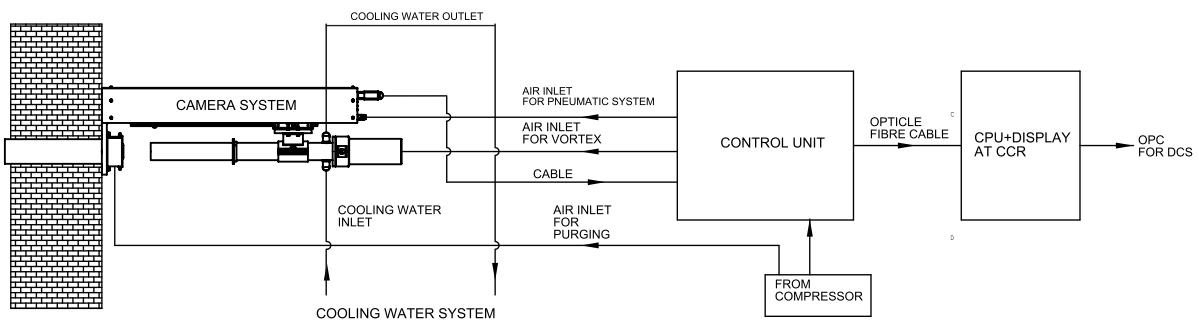 COOLING WATER OUTLET
CAMERA SYSTEM
AIR INLET
FOR PNEUMATIC SYSTEM
AIR INLET
FOR VORTEX
CABLE
COOLING WATER
INLET
AIR INLET
FOR
PURGING
COOLING WATER SYSTEM
CONTROL UNIT
FROM
COMPRESSOR
OPTICLE
FIBRE CABLE
C
D
CPU+DISPLAY
AT CCR
OPC
FOR DCS